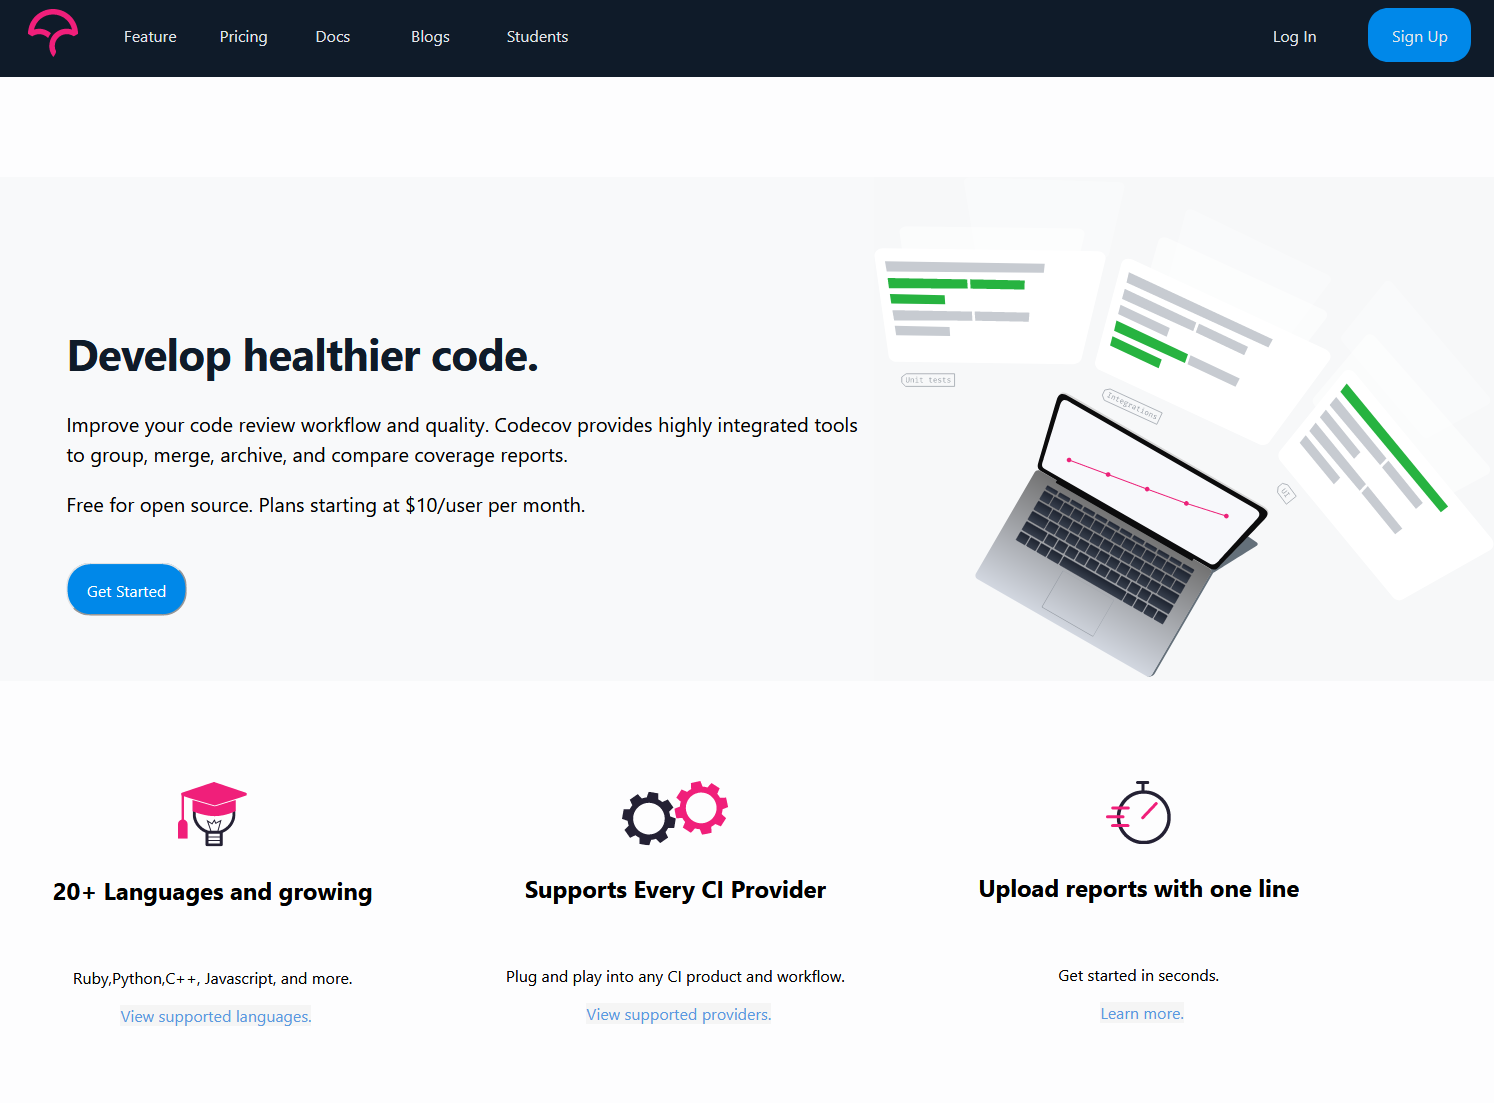 Feature Pricing Docs Blogs Students Log In Sign Up
Develop healthier code.
Improve your code review workflow and quality. Codecov provides highly integrated tools
to group, merge, archive, and compare coverage reports.
Free for open source. Plans starting at $10/user per month.
Get Started
Unit tests
Integrations
UI
20+ Languages and growing
Ruby,Python,C++, Javascript, and more.
View supported languages.
Supports Every CI Provider
Plug and play into any CI product and workflow.
View supported providers.
Upload reports with one line
Get started in seconds.
Learn more.